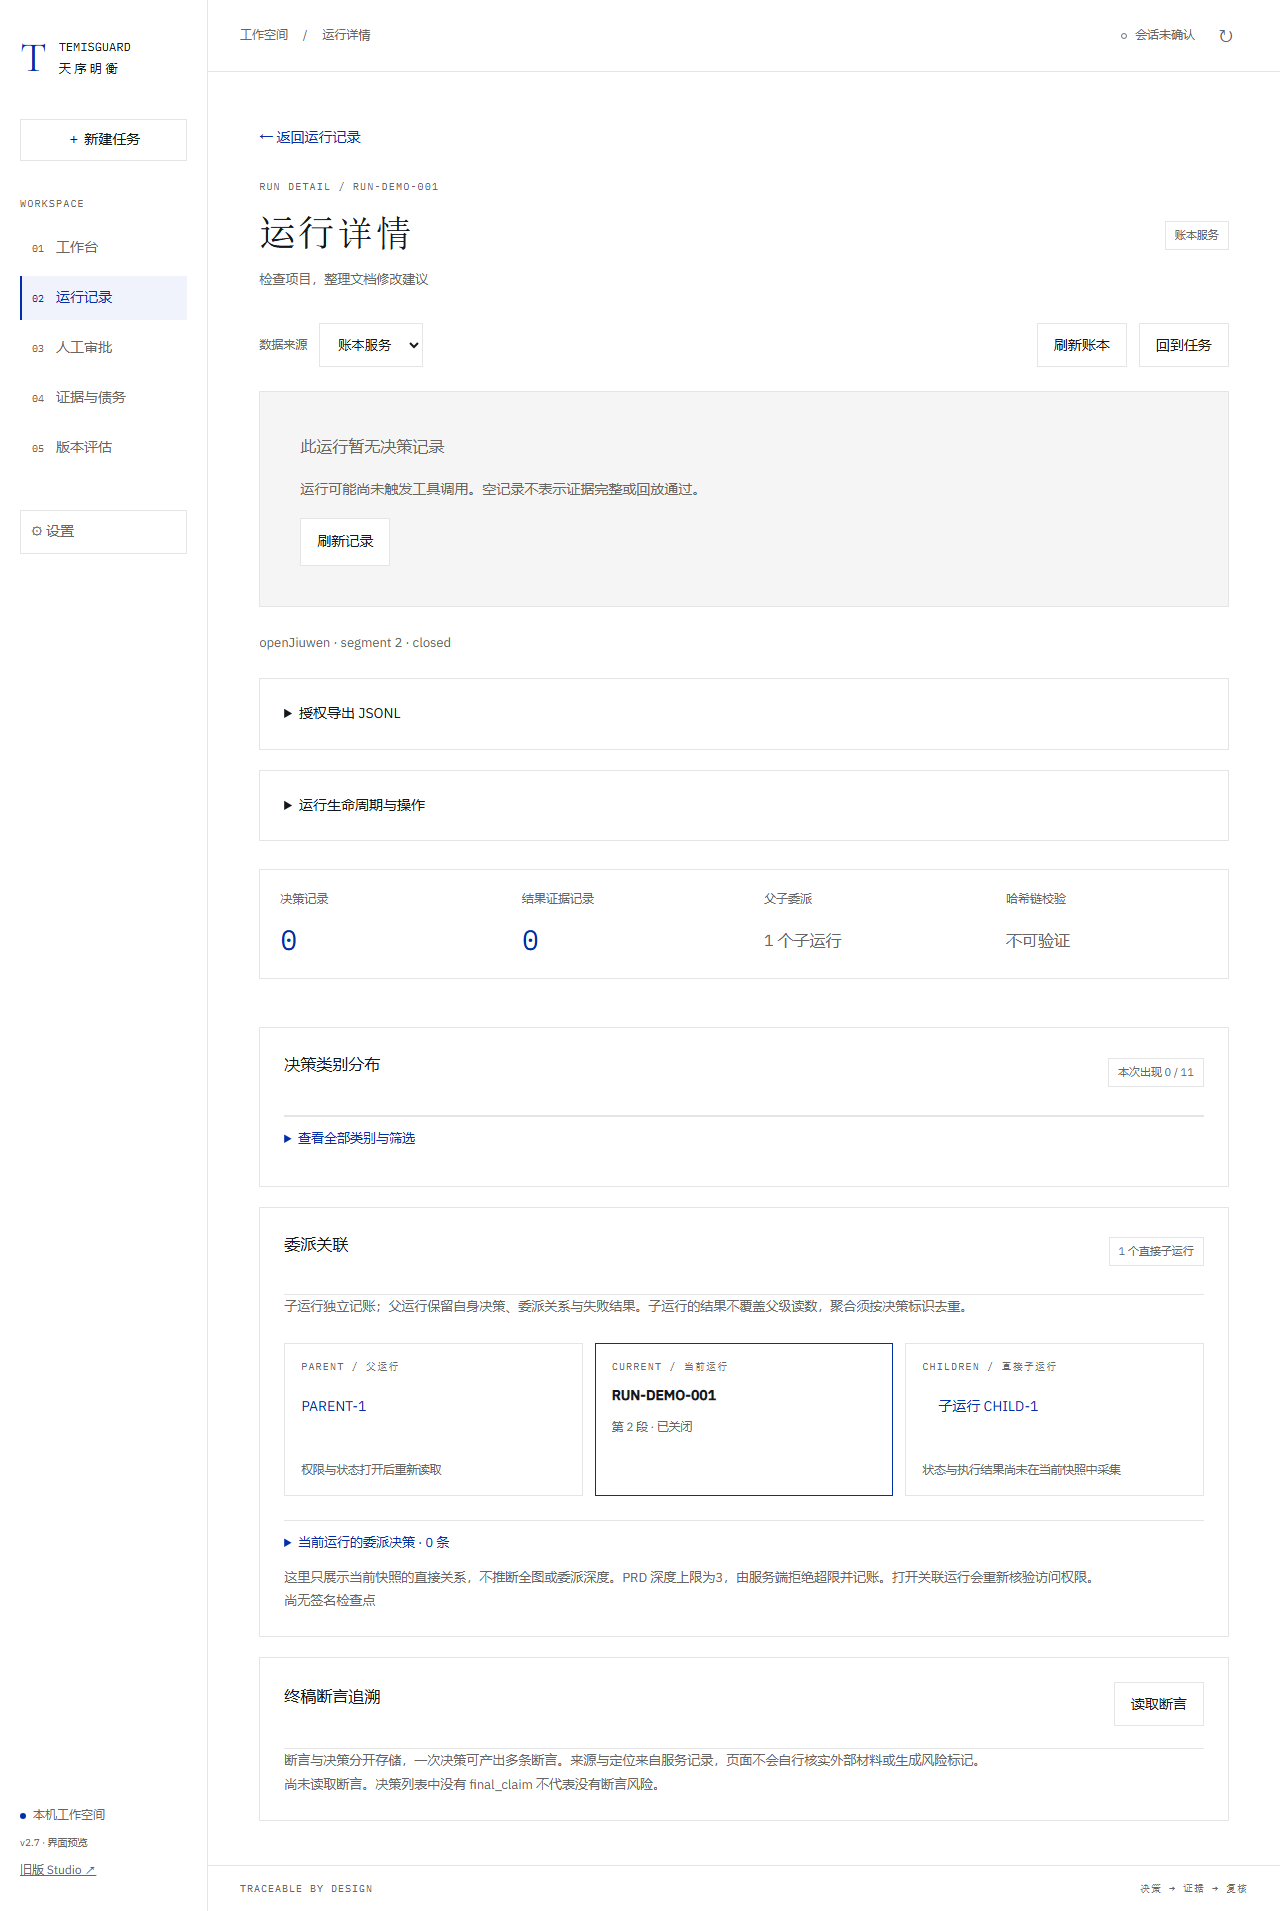 T
TEMISGUARD
天序明衡
+ 新建任务
WORKSPACE
01 工作台
02 运行记录
03 人工审批
04 证据与债务
05 版本评估
⚙ 设置
本机工作空间
v2.7 · 界面预览
旧版 Studio ↗
工作空间 / 运行详情
会话未确认 ↻
← 返回运行记录
RUN DETAIL / RUN-DEMO-001
运行详情
账本服务
检查项目，整理文档修改建议
数据来源 账本服务
刷新账本 回到任务
此运行暂无决策记录
运行可能尚未触发工具调用。空记录不表示证据完整或回放通过。
刷新记录
openJiuwen · segment 2 · closed
▶ 授权导出 JSONL
▶ 运行生命周期与操作
决策记录 结果证据记录 父子委派 哈希链校验
0 0 1 个子运行 不可验证
决策类别分布
本次出现 0 / 11
▶ 查看全部类别与筛选
委派关联
1 个直接子运行
子运行独立记账；父运行保留自身决策、委派关系与失败结果。子运行的结果不覆盖父级读数，聚合须按决策标识去重。
PARENT / 父运行
PARENT-1
权限与状态打开后重新读取
CURRENT / 当前运行
RUN-DEMO-001
第 2 段 · 已关闭
CHILDREN / 直接子运行
子运行 CHILD-1
状态与执行结果尚未在当前快照中采集
▶ 当前运行的委派决策 · 0 条
这里只展示当前快照的直接关系，不推断全图或委派深度。PRD 深度上限为3，由服务端拒绝超限并记账。打开关联运行会重新核验访问权限。
尚无签名检查点
终稿断言追溯
读取断言
断言与决策分开存储，一次决策可产出多条断言。来源与定位来自服务记录，页面不会自行核实外部材料或生成风险标记。
尚未读取断言。决策列表中没有 final_claim 不代表没有断言风险。
TRACEABLE BY DESIGN
决策 → 证据 → 复核